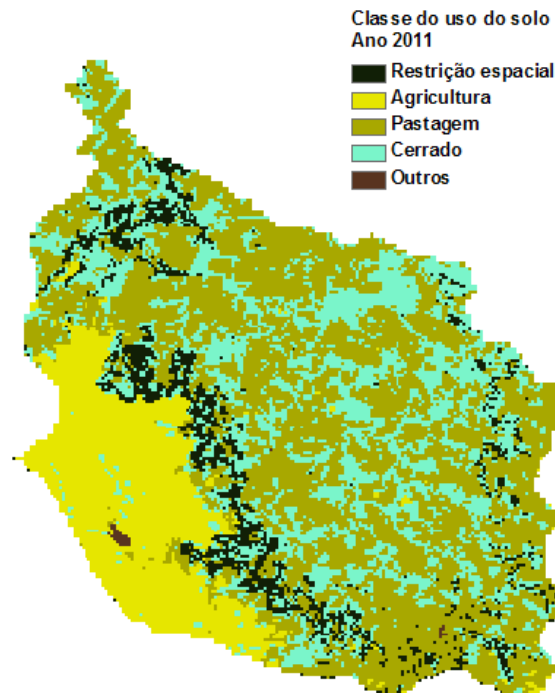 Classe do uso do solo
Ano 2011
Restrição espacial
Agricultura
Pastagem
Cerrado
Outros